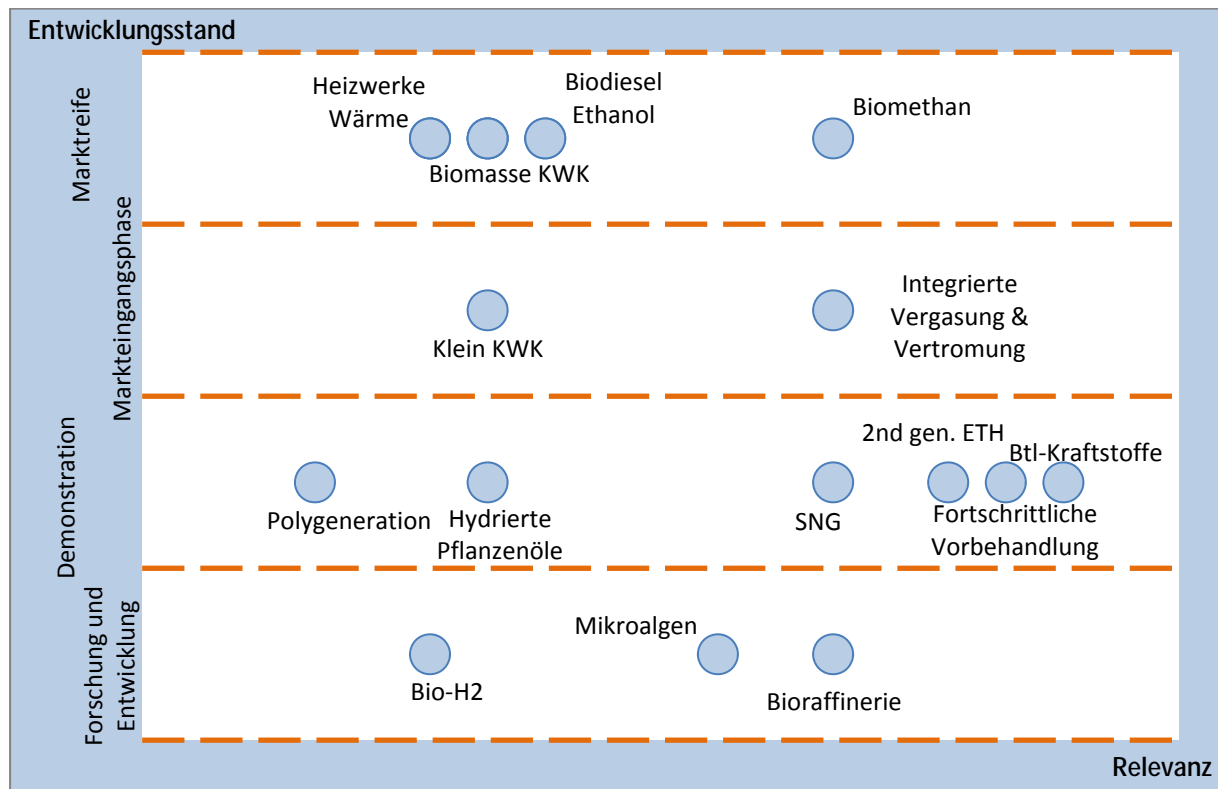 Entwicklungsstand
Marktreife
Heizwerke
Wärme
Biodiesel
Ethanol
Biomasse KWK
Biomethan
Markteingangsphase
Klein KWK
Integrierte
Vergasung &
Vertromung
Demonstration
Polygeneration
Hydrierte
Pflanzenöle
SNG
2nd gen. ETH
Btl-Kraftstoffe
Fortschrittliche
Vorbehandlung
Forschung und
Entwicklung
Bio-H2
Mikroalgen
Bioraffinerie
Relevanz